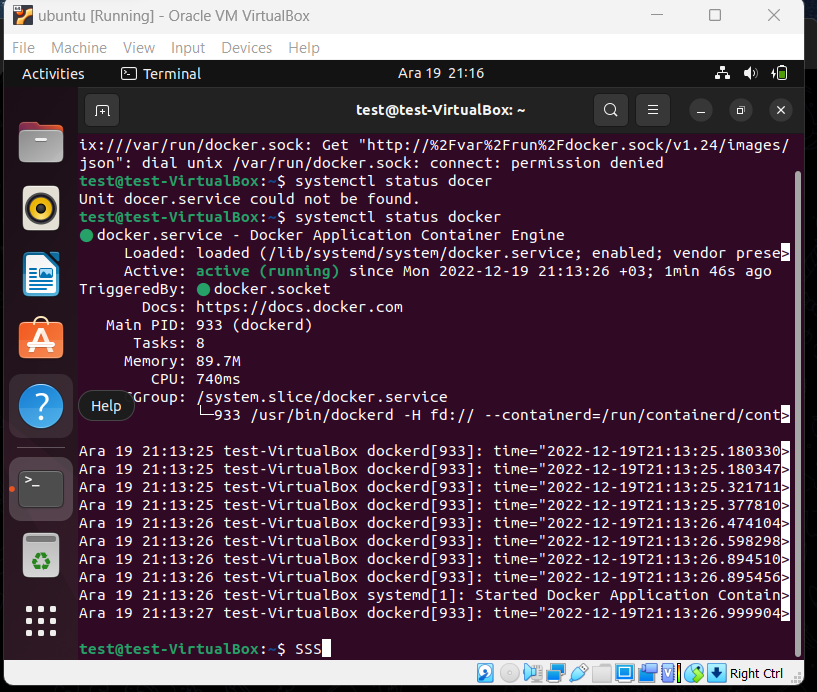 ubuntu [Running] - Oracle VM VirtualBox
File Machine View Input Devices Help
Activities Terminal Ara 19 21:16
test@test-VirtualBox: ~
ix:///var/run/docker.sock: Get "http://%2Fvar%2Frun%2Fdocker.sock/v1.24/images/
json": dial unix /var/run/docker.sock: connect: permission denied
test@test-VirtualBox:~$ systemctl status docer
Unit docer.service could not be found.
test@test-VirtualBox:~$ systemctl status docker
docker.service - Docker Application Container Engine
Loaded: loaded (/lib/systemd/system/docker.service; enabled; vendor prese>
Active: active (running) since Mon 2022-12-19 21:13:26 +03; 1min 46s ago
TriggeredBy: docker.socket
Docs: https://docs.docker.com
Main PID: 933 (dockerd)
Tasks: 8
Memory: 89.7M
CPU: 740ms
Group: /system.slice/docker.service
Help
└─933 /usr/bin/dockerd -H fd:// --containerd=/run/containerd/cont>
Ara 19 21:13:25 test-VirtualBox dockerd[933]: time="2022-12-19T21:13:25.180330>
Ara 19 21:13:25 test-VirtualBox dockerd[933]: time="2022-12-19T21:13:25.180347>
Ara 19 21:13:25 test-VirtualBox dockerd[933]: time="2022-12-19T21:13:25.321711>
Ara 19 21:13:25 test-VirtualBox dockerd[933]: time="2022-12-19T21:13:25.377810>
Ara 19 21:13:26 test-VirtualBox dockerd[933]: time="2022-12-19T21:13:26.474104>
Ara 19 21:13:26 test-VirtualBox dockerd[933]: time="2022-12-19T21:13:26.598298>
Ara 19 21:13:26 test-VirtualBox dockerd[933]: time="2022-12-19T21:13:26.894510>
Ara 19 21:13:26 test-VirtualBox dockerd[933]: time="2022-12-19T21:13:26.895456>
Ara 19 21:13:26 test-VirtualBox systemd[1]: Started Docker Application Contain>
Ara 19 21:13:27 test-VirtualBox dockerd[933]: time="2022-12-19T21:13:26.999904>
test@test-VirtualBox:~$ SSS
Right Ctrl